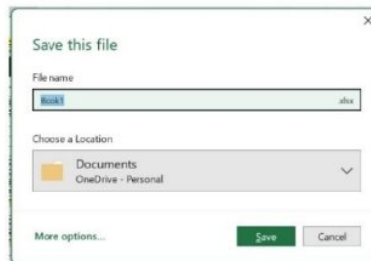 Save this file
File name
Book1 .xlsx
Choose a Location
Documents
OneDrive - Personal
More options...
Save Cancel